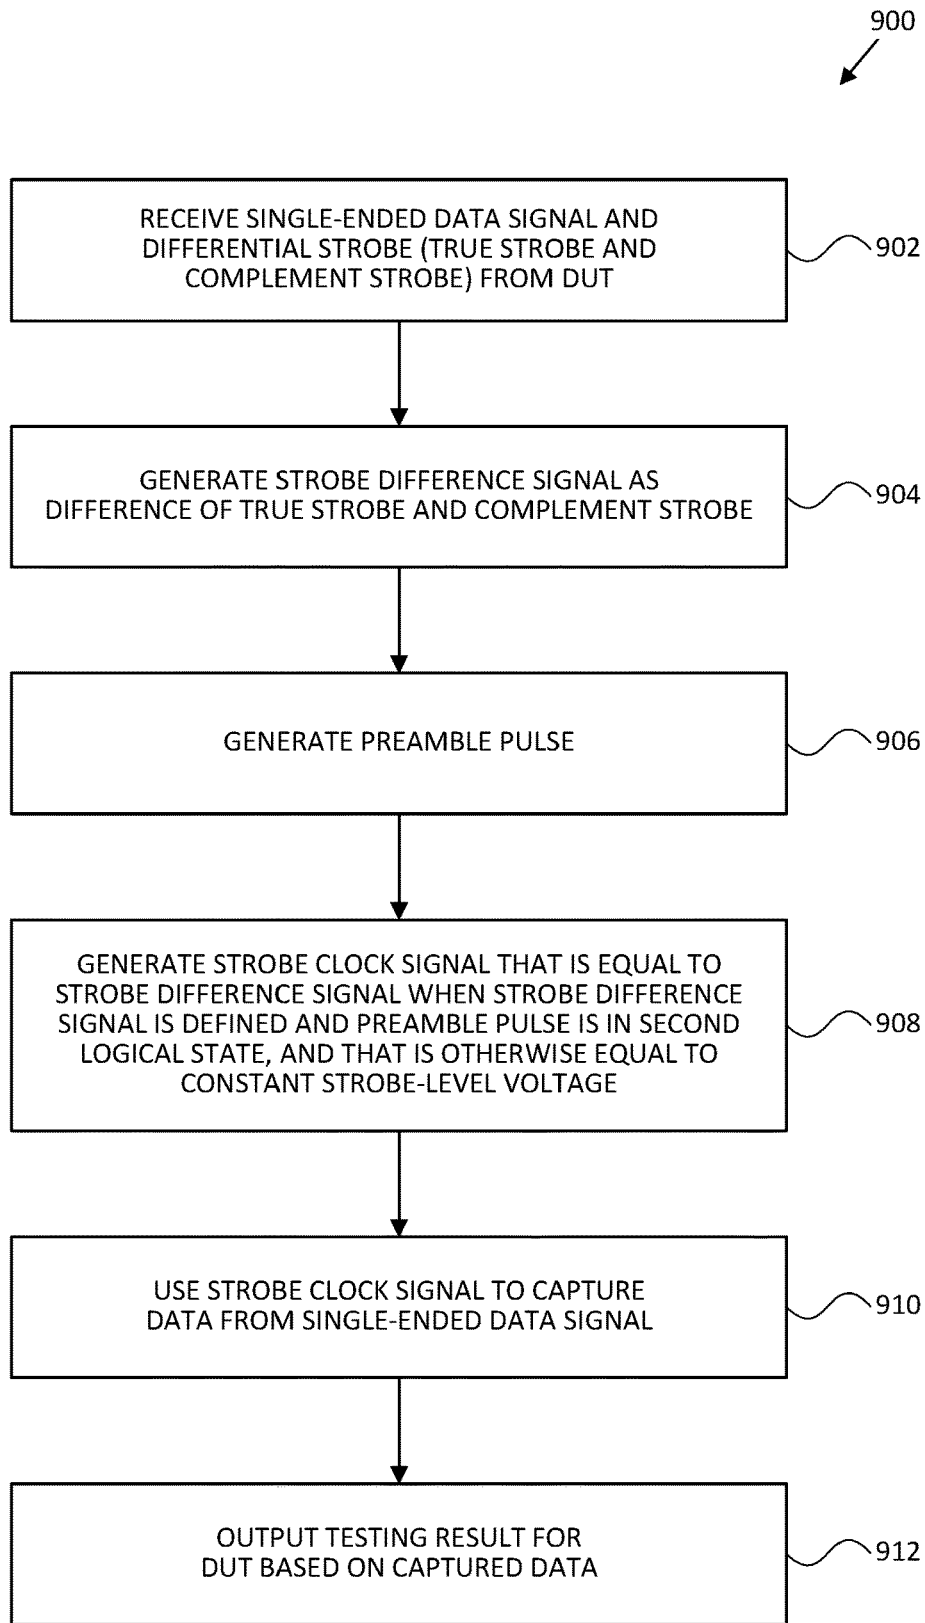 900
RECEIVE SINGLE-ENDED DATA SIGNAL AND
DIFFERENTIAL STROBE (TRUE STROBE AND
COMPLEMENT STROBE) FROM DUT
902
GENERATE STROBE DIFFERENCE SIGNAL AS
DIFFERENCE OF TRUE STROBE AND COMPLEMENT STROBE
904
GENERATE PREAMBLE PULSE
906
GENERATE STROBE CLOCK SIGNAL THAT IS EQUAL TO
STROBE DIFFERENCE SIGNAL WHEN STROBE DIFFERENCE
SIGNAL IS DEFINED AND PREAMBLE PULSE IS IN SECOND
LOGICAL STATE, AND THAT IS OTHERWISE EQUAL TO
CONSTANT STROBE-LEVEL VOLTAGE
908
USE STROBE CLOCK SIGNAL TO CAPTURE
DATA FROM SINGLE-ENDED DATA SIGNAL
910
OUTPUT TESTING RESULT FOR
DUT BASED ON CAPTURED DATA
912